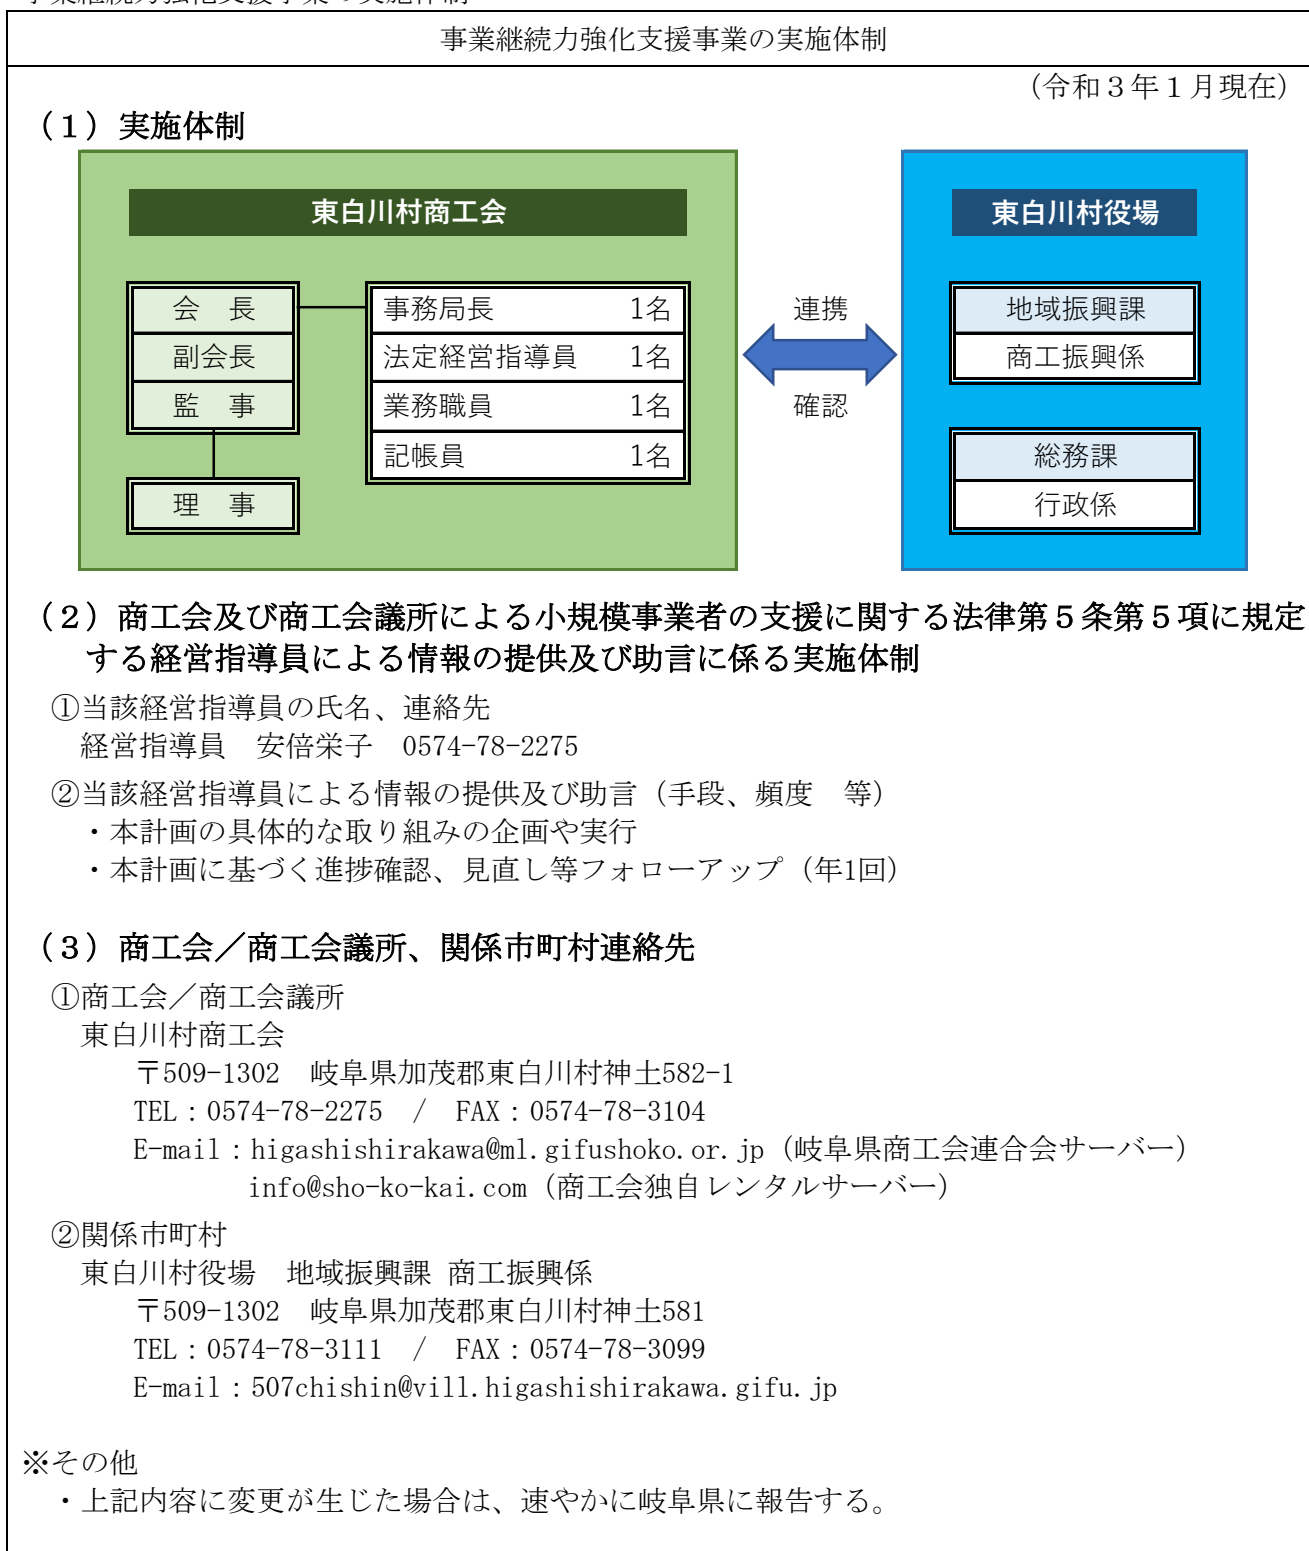 事業継続力強化支援事業の実施体制
事業継続力強化支援事業の実施体制
（令和３年１月現在）
（１）実施体制
東白川村商工会
会　長
副会長
監　事
理　事
事務局長　1名
法定経営指導員　1名
業務職員　1名
記帳員　1名
連携
確認
東白川村役場
地域振興課
商工振興係
総務課
行政係
（２）商工会及び商工会議所による小規模事業者の支援に関する法律第５条第５項に規定
する経営指導員による情報の提供及び助言に係る実施体制
①当該経営指導員の氏名、連絡先
経営指導員　安倍栄子　0574-78-2275
②当該経営指導員による情報の提供及び助言（手段、頻度　等）
・本計画の具体的な取り組みの企画や実行
・本計画に基づく進捗確認、見直し等フォローアップ（年1回）
（３）商工会／商工会議所、関係市町村連絡先
①商工会／商工会議所
東白川村商工会
〒509-1302　岐阜県加茂郡東白川村神土582-1
TEL：0574-78-2275　/　FAX：0574-78-3104
E-mail：higashishirakawa@ml.gifushoko.or.jp（岐阜県商工会連合会サーバー）
info@sho-ko-kai.com（商工会独自レンタルサーバー）
②関係市町村
東白川村役場　地域振興課 商工振興係
〒509-1302　岐阜県加茂郡東白川村神土581
TEL：0574-78-3111　/　FAX：0574-78-3099
E-mail：507chishin@vill.higashishirakawa.gifu.jp
※その他
・上記内容に変更が生じた場合は、速やかに岐阜県に報告する。